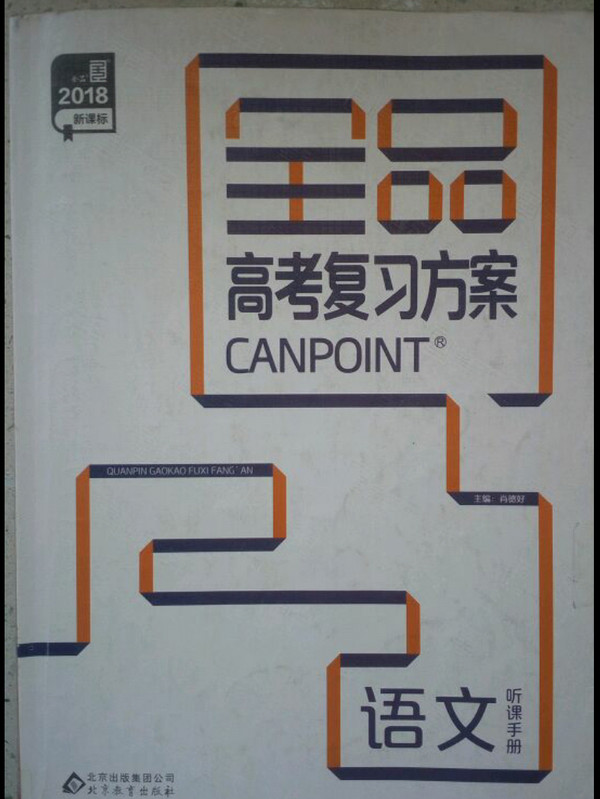 全品
2018
新课标
全品
高考复习方案
CANPOINT®
QUANPIN GAOKAO FUXI FANG'AN
主编：肖德好
语文
听课手册
北京出版集团公司
北京教育出版社